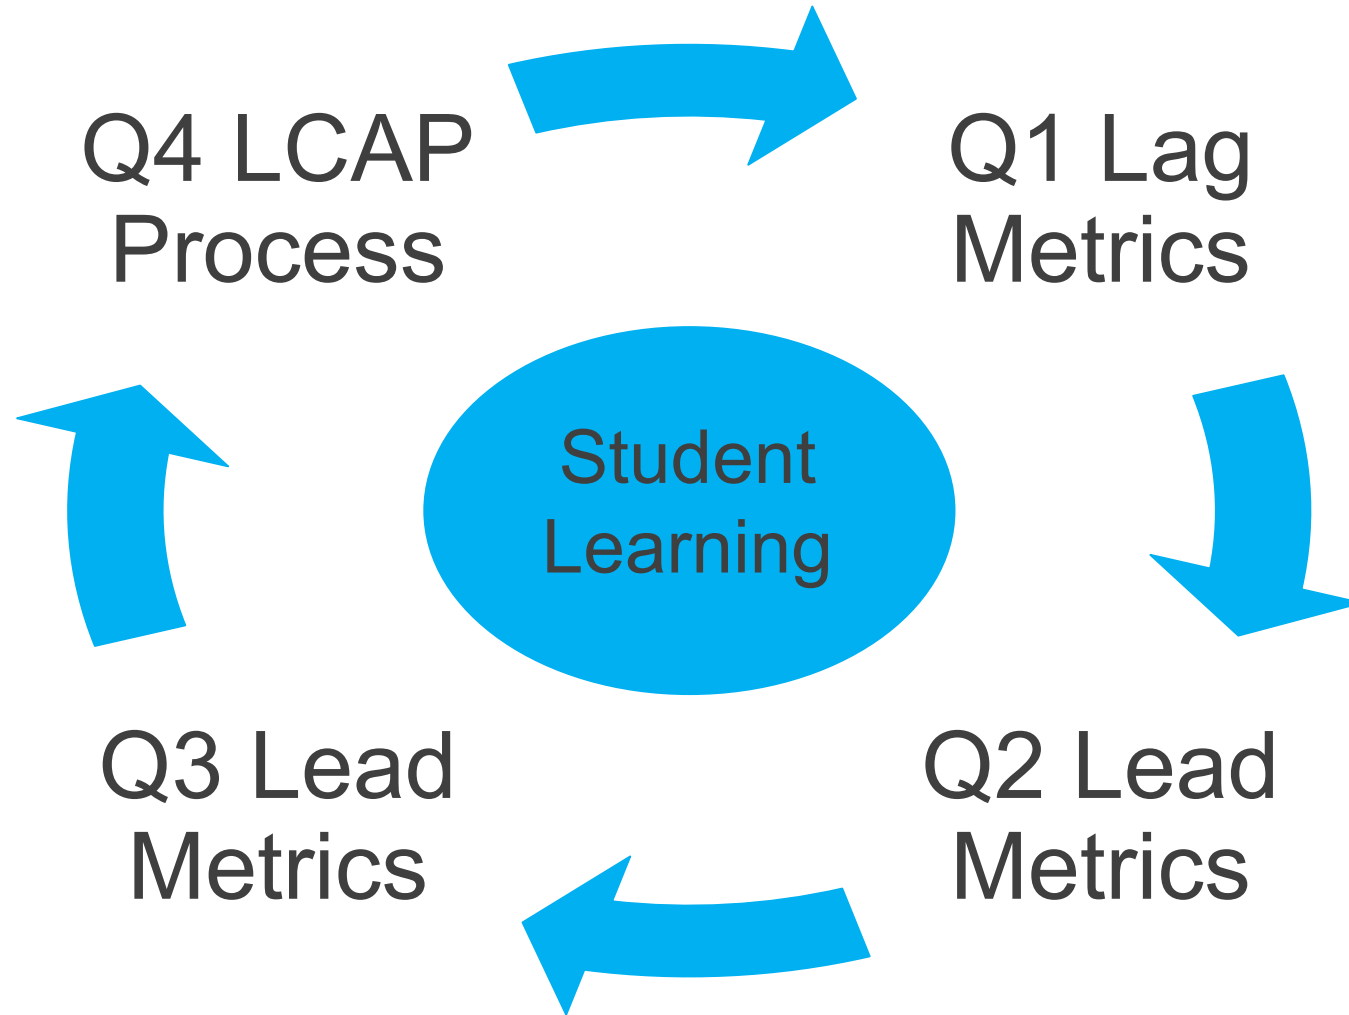 Q4 LCAP
Process
Q1 Lag
Metrics
Student
Learning
Q3 Lead
Metrics
Q2 Lead
Metrics